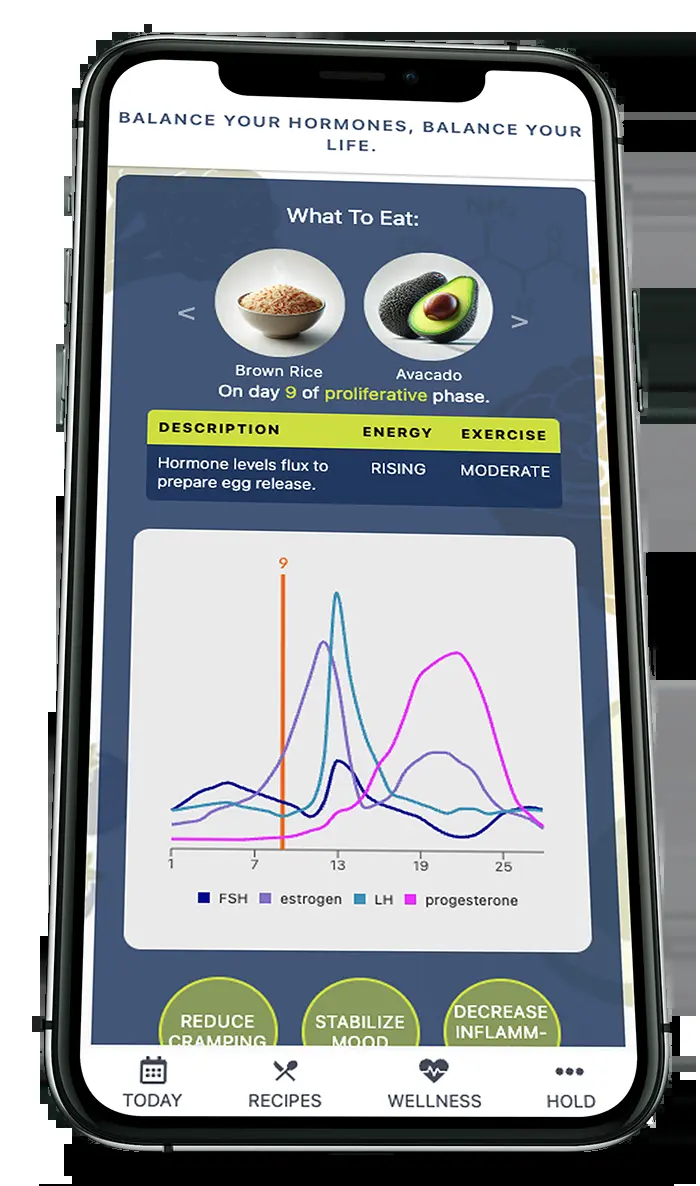 BALANCE YOUR HORMONES, BALANCE YOUR
LIFE.
What To Eat:
< >
Brown Rice Avacado
On day 9 of proliferative phase.
DESCRIPTION ENERGY EXERCISE
Hormone levels flux to RISING MODERATE
prepare egg release.
9
1 7 13 19 25
FSH estrogen LH progesterone
REDUCE
CRAMPING
STABILIZE
MOOD
DECREASE
INFLAMM-
TODAY RECIPES WELLNESS HOLD